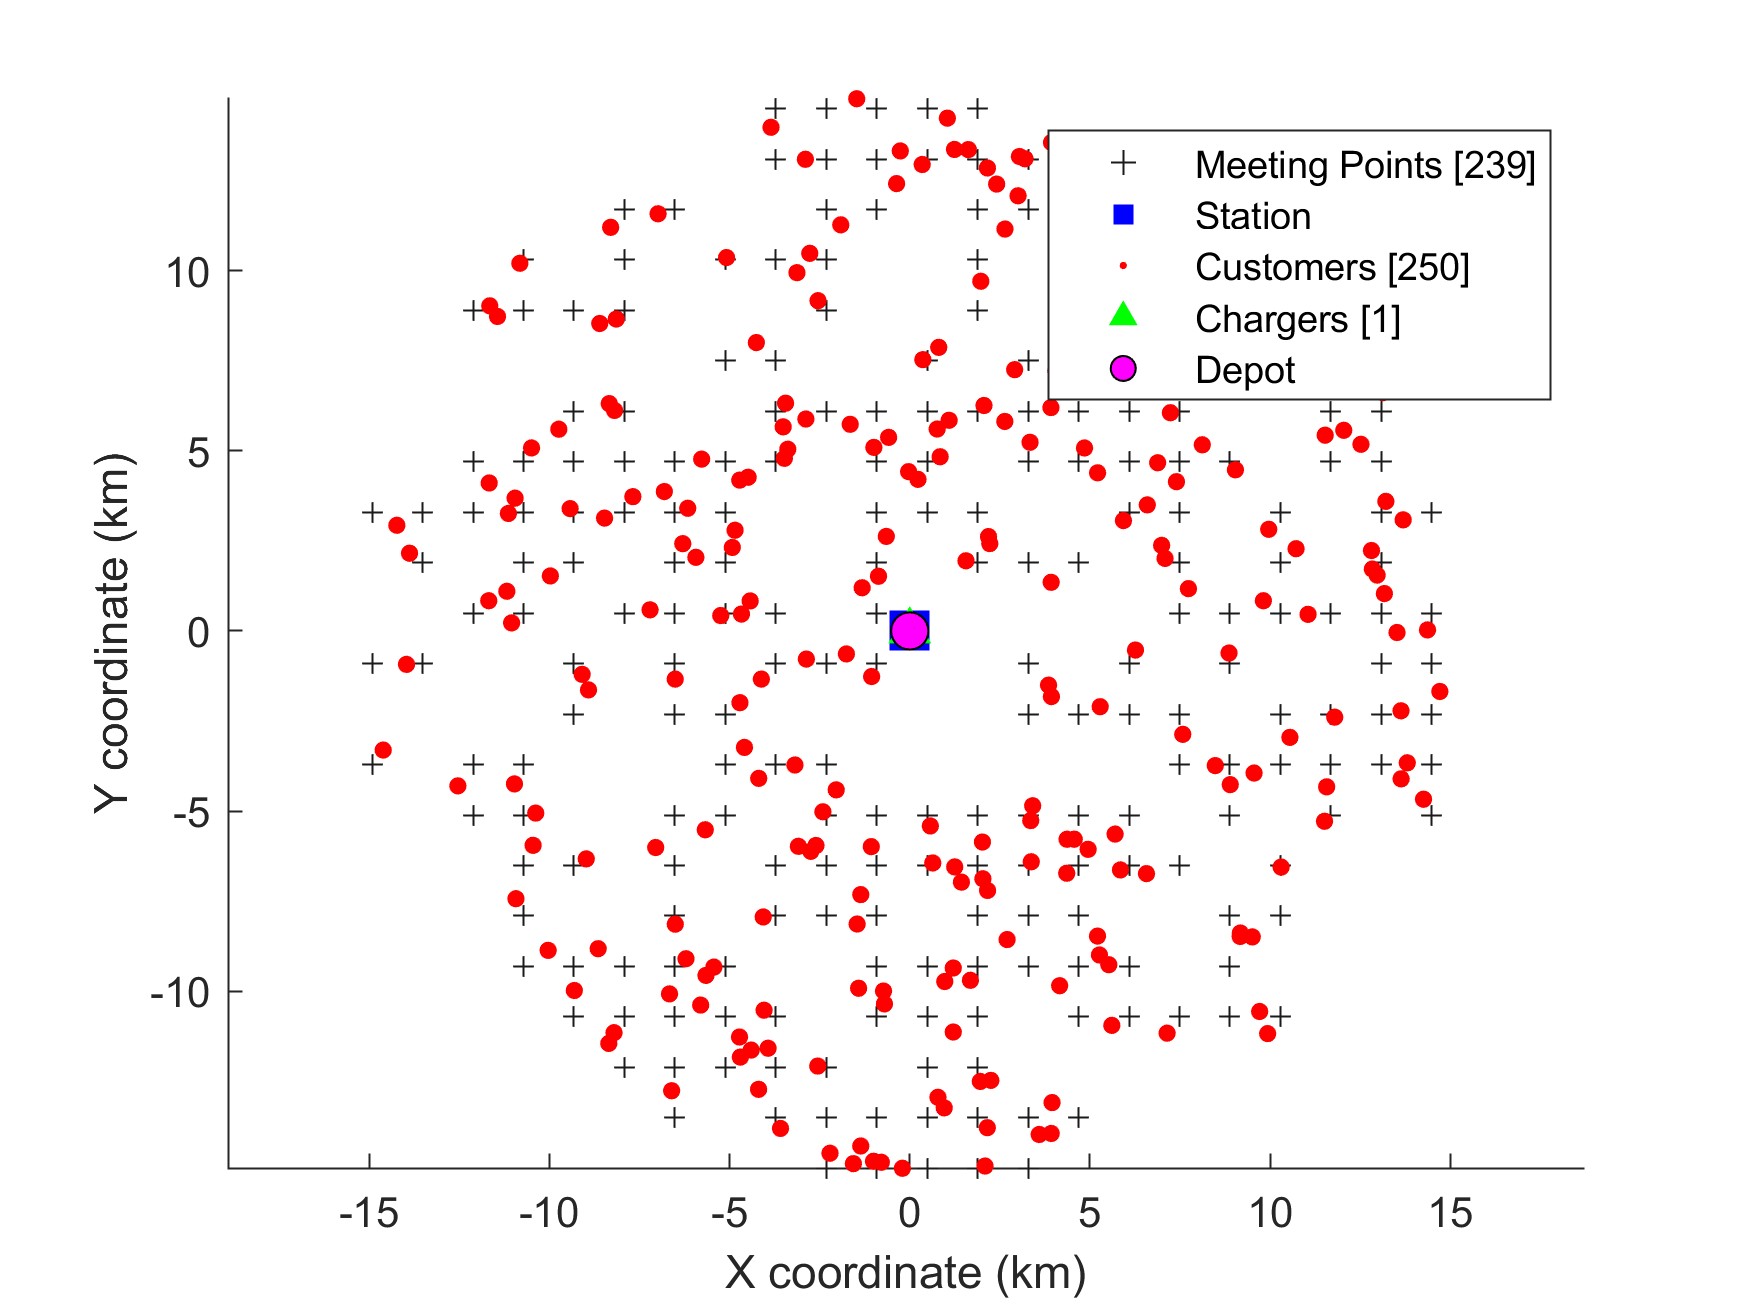 Meeting Points [239]
Station
Customers [250]
Chargers [1]
Depot
10
5
0
-5
-10
Y coordinate (km)
-15 -10 -5 0 5 10 15
X coordinate (km)